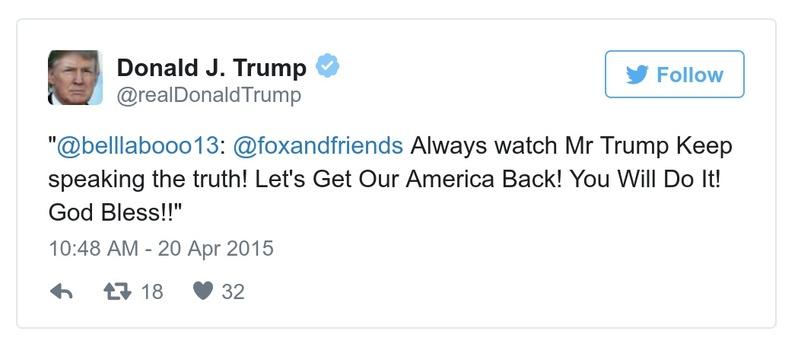 Donald J. Trump
@realDonaldTrump
Follow
"@belllabooo13: @foxandfriends Always watch Mr Trump Keep
speaking the truth! Let's Get Our America Back! You Will Do It!
God Bless!!"
10:48 AM - 20 Apr 2015
18 32